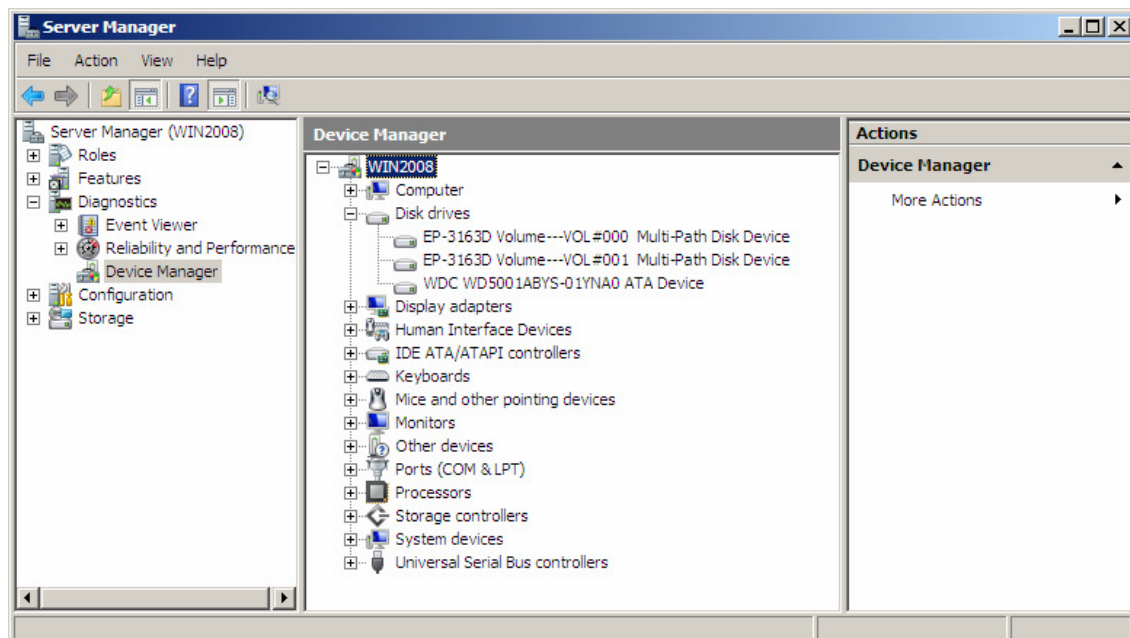 Server Manager
File Action View Help
Server Manager (WIN2008)
Roles
Features
Diagnostics
Event Viewer
Reliability and Performance
Device Manager
Configuration
Storage
Device Manager
WIN2008
Computer
Disk drives
EP-3163D Volume---VOL#000 Multi-Path Disk Device
EP-3163D Volume---VOL#001 Multi-Path Disk Device
WDC WD5001ABYS-01YNA0 ATA Device
Display adapters
Human Interface Devices
IDE ATA/ATAPI controllers
Keyboards
Mice and other pointing devices
Monitors
Other devices
Ports (COM & LPT)
Processors
Storage controllers
System devices
Universal Serial Bus controllers
Actions
Device Manager
More Actions